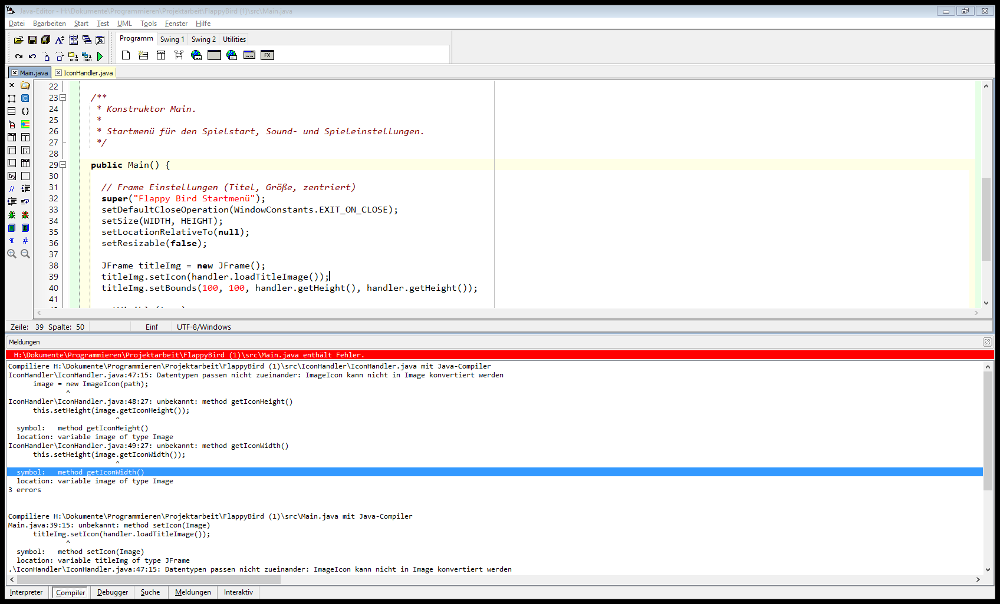 Java-Editor - H:\Dokumente\Programmieren\Projektarbeit\FlappyBird (1)\src\Main.java
Datei Bearbeiten Start Test UML Tools Fenster Hilfe
Programm Swing 1 Swing 2 Utilities
FX
Main.java IconHandler.java
22
23 /**
24 * Konstruktor Main.
25 *
26 * Startmenü für den Spielstart, Sound- und Spieleinstellungen.
27 */
28
29 public Main() {
30
31 // Frame Einstellungen (Titel, Größe, zentriert)
32 super("Flappy Bird Startmenü");
33 setDefaultCloseOperation(WindowConstants.EXIT_ON_CLOSE);
34 setSize(WIDTH, HEIGHT);
35 setLocationRelativeTo(null);
36 setResizable(false);
37
38 JFrame titleImg = new JFrame();
39 titleImg.setIcon(handler.loadTitleImage());
40 titleImg.setBounds(100, 100, handler.getHeight(), handler.getHeight());
41
Zeile: 39 Spalte: 50 Einf UTF-8/Windows
Meldungen
H:\Dokumente\Programmieren\Projektarbeit\FlappyBird (1)\src\Main.java enthält Fehler.
Compiliere H:\Dokumente\Programmieren\Projektarbeit\FlappyBird (1)\src\IconHandler\IconHandler.java mit Java-Compiler
IconHandler\IconHandler.java:47:15: Datentypen passen nicht zueinander: ImageIcon kann nicht in Image konvertiert werden
image = new ImageIcon(path);
^
IconHandler\IconHandler.java:48:27: unbekannt: method getIconHeight()
this.setHeight(image.getIconHeight());
^
symbol: method getIconHeight()
location: variable image of type Image
IconHandler\IconHandler.java:49:27: unbekannt: method getIconWidth()
this.setHeight(image.getIconWidth());
^
symbol: method getIconWidth()
location: variable image of type Image
3 errors
Compiliere H:\Dokumente\Programmieren\Projektarbeit\FlappyBird (1)\src\Main.java mit Java-Compiler
Main.java:39:15: unbekannt: method setIcon(Image)
titleImg.setIcon(handler.loadTitleImage());
^
symbol: method setIcon(Image)
location: variable titleImg of type JFrame
.\IconHandler\IconHandler.java:47:15: Datentypen passen nicht zueinander: ImageIcon kann nicht in Image konvertiert werden
Interpreter Compiler Debugger Suche Meldungen Interaktiv